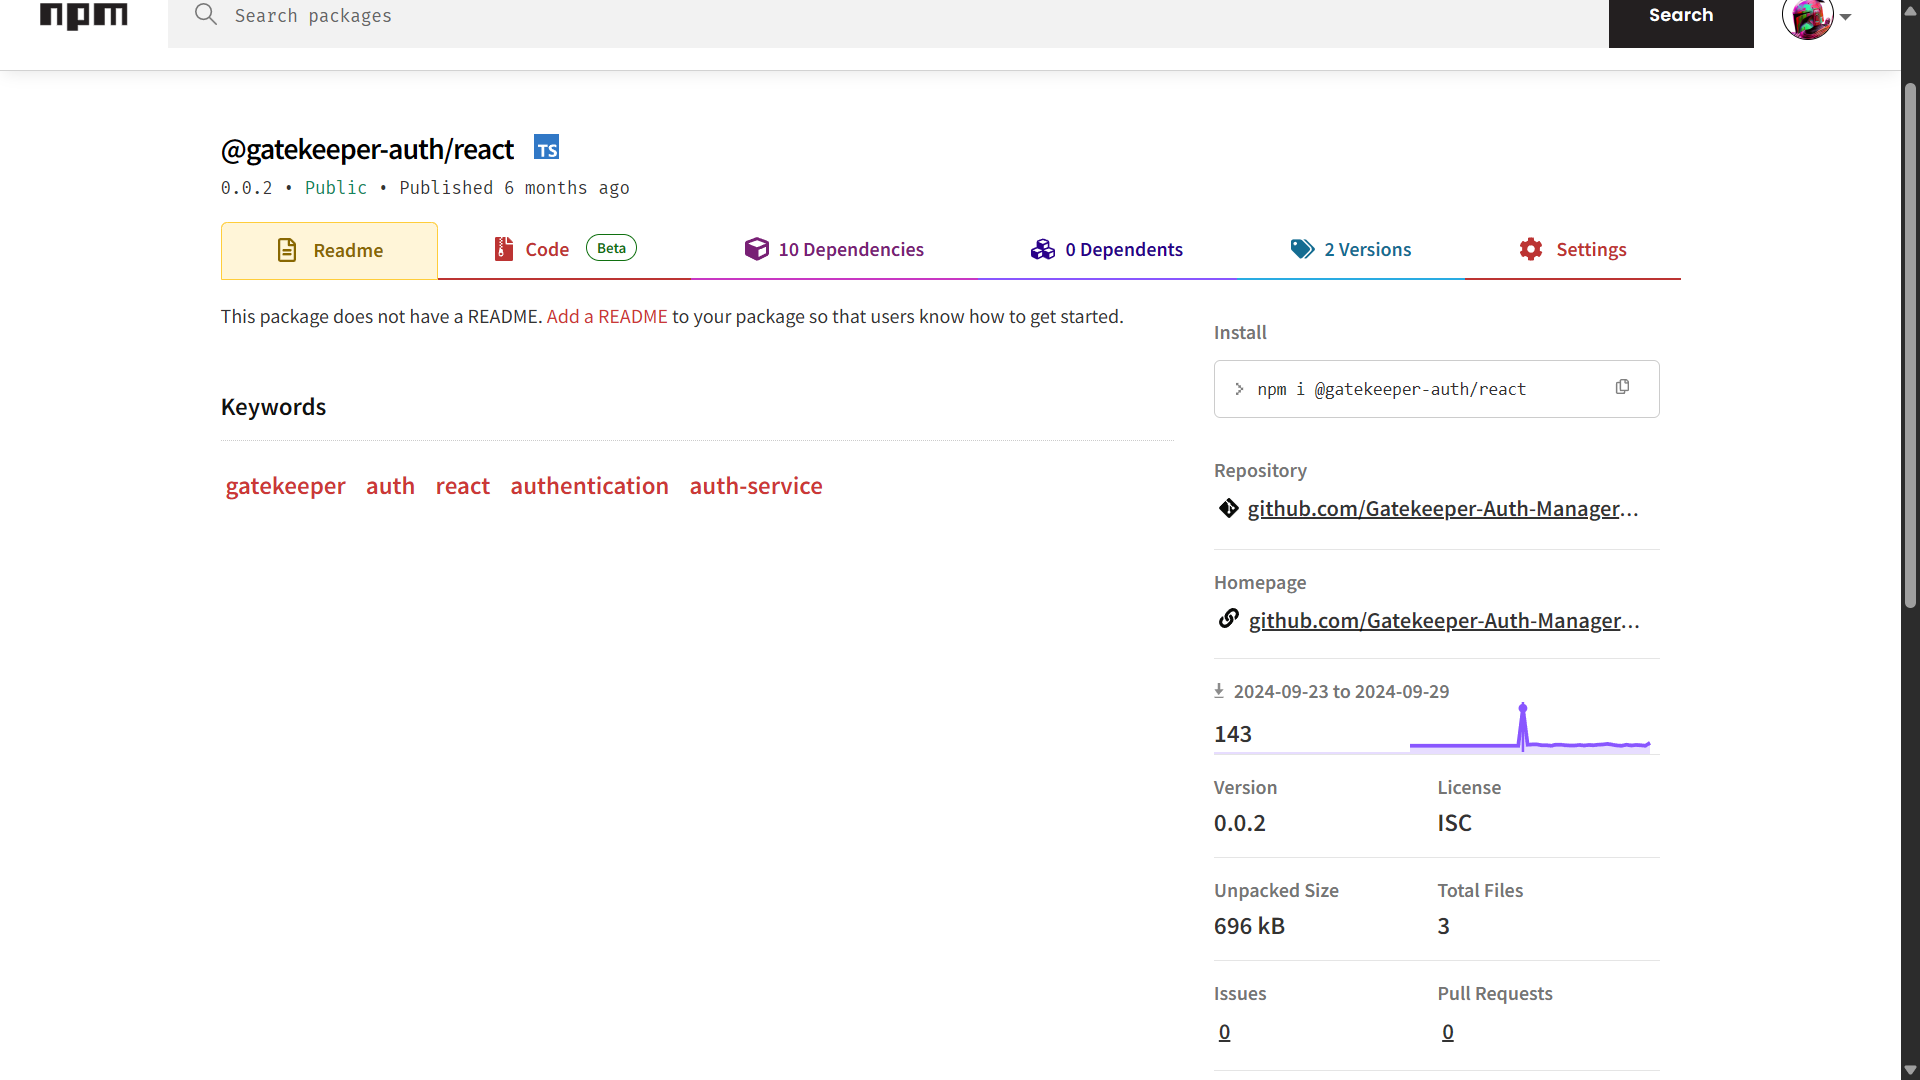 npm
Search packages
Search
@gatekeeper-auth/react TS
0.0.2 • Public • Published 6 months ago
Readme
Code Beta
10 Dependencies
0 Dependents
2 Versions
Settings
This package does not have a README. Add a README to your package so that users know how to get started.
Keywords
gatekeeper auth react authentication auth-service
Install
npm i @gatekeeper-auth/react
Repository
github.com/Gatekeeper-Auth-Manager...
Homepage
github.com/Gatekeeper-Auth-Manager...
2024-09-23 to 2024-09-29
143
Version License
0.0.2 ISC
Unpacked Size Total Files
696 kB 3
Issues Pull Requests
0 0